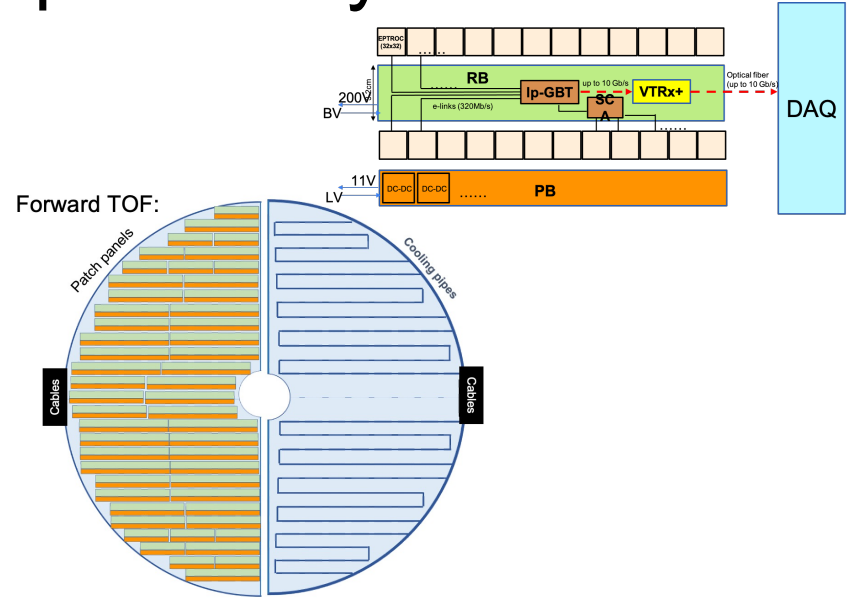 EPTROC
(32x32)
......
RB
lp-GBT
up to 10 Gb/s
VTRx+
Optical fiber
(up to 10 Gb/s)
DAQ
200V
BV
......
e-links (320Mb/s)
SC
A
......
11V
LV
DC-DC
DC-DC
......
PB
Forward TOF:
Patch panels
Cooling pipes
Cables
Cables